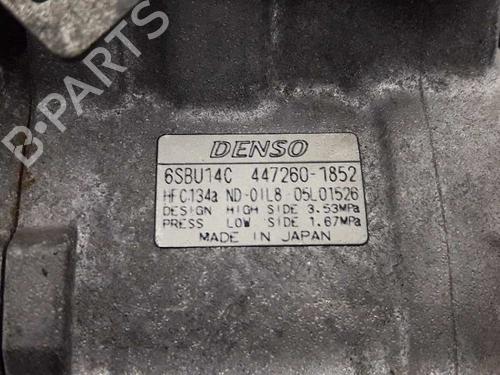 B-PARTS
DENSO
6SBU14C 447260-1852
HFC134a ND-OIL8 05L01526
DESIGN HIGH SIDE 3.53MPa
PRESS LOW SIDE 1.67MPa
MADE IN JAPAN